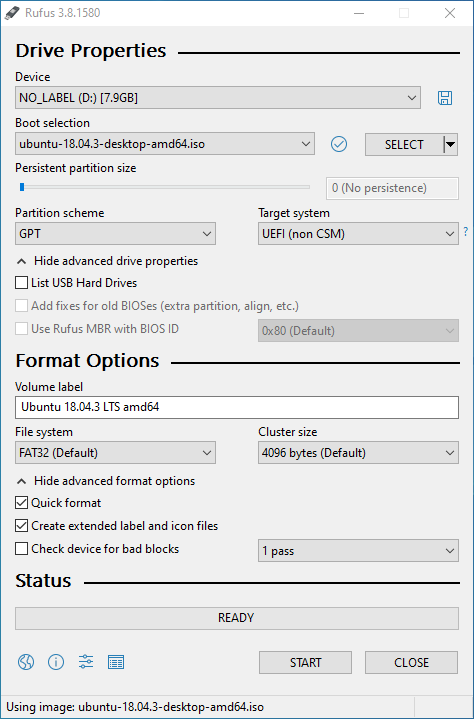 Rufus 3.8.1580
Drive Properties
Device
NO_LABEL (D:) [7.9GB]
Boot selection
ubuntu-18.04.3-desktop-amd64.iso
SELECT
Persistent partition size
0 (No persistence)
Partition scheme
Target system
GPT
UEFI (non CSM)
?
Hide advanced drive properties
List USB Hard Drives
Add fixes for old BIOSes (extra partition, align, etc.)
Use Rufus MBR with BIOS ID
0x80 (Default)
Format Options
Volume label
Ubuntu 18.04.3 LTS amd64
File system
Cluster size
FAT32 (Default)
4096 bytes (Default)
Hide advanced format options
Quick format
Create extended label and icon files
Check device for bad blocks
1 pass
Status
READY
START
CLOSE
Using image: ubuntu-18.04.3-desktop-amd64.iso